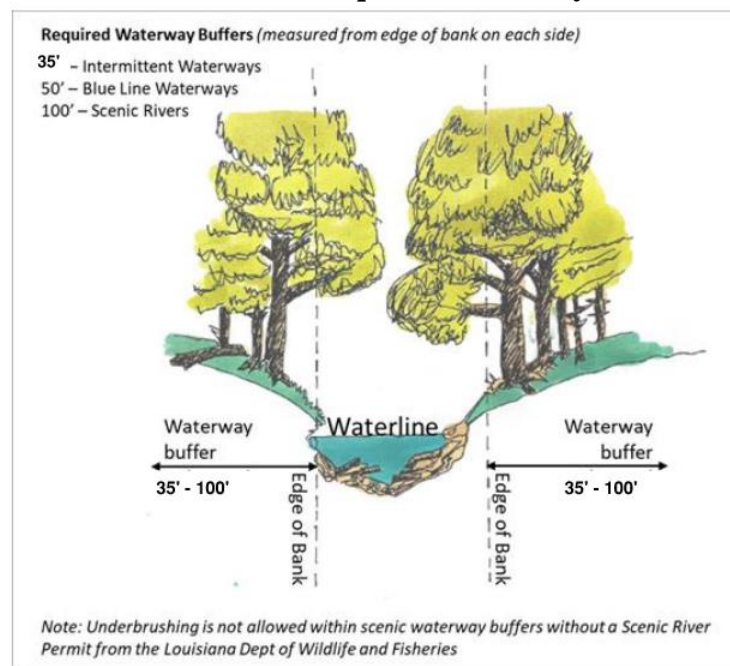 Required Waterway Buffers (measured from edge of bank on each side)
35' – Intermittent Waterways
50' – Blue Line Waterways
100' – Scenic Rivers
Waterway
buffer
35' - 100'
Waterline
Edge of Bank
Edge of Bank
Waterway
buffer
35' - 100'
Note: Underbrushing is not allowed within scenic waterway buffers without a Scenic River
Permit from the Louisiana Dept of Wildlife and Fisheries